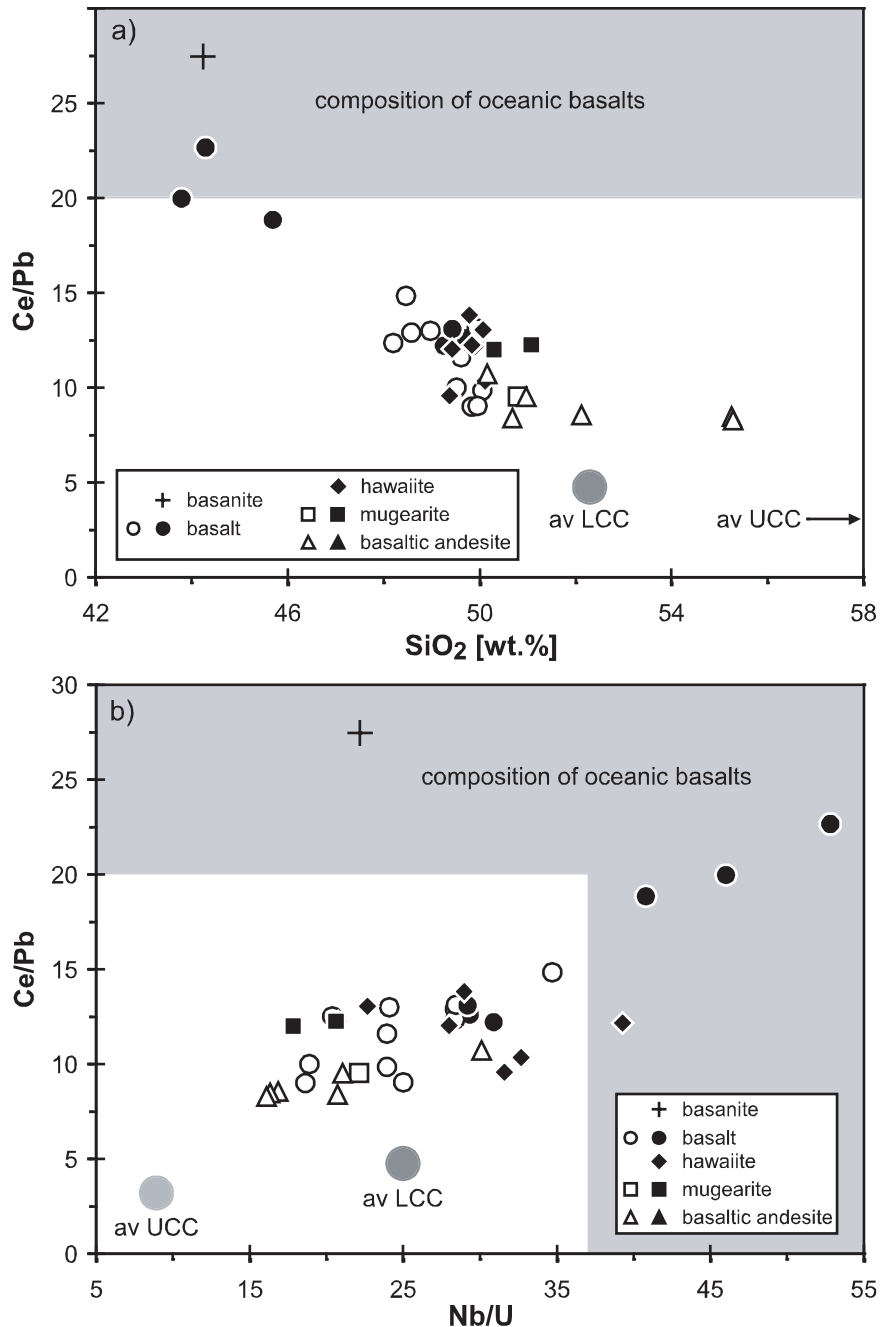 a)
composition of oceanic basalts
25
20
15
10
5
0
Ce/Pb
basanite
basalt
hawaiite
mugearite
basaltic andesite
av LCC
av UCC
42 46 50 54 58
SiO2 [wt.%]
b)
composition of oceanic basalts
30
25
20
15
10
5
0
Ce/Pb
basanite
basalt
hawaiite
mugearite
basaltic andesite
av LCC
av UCC
5 15 25 35 45 55
Nb/U